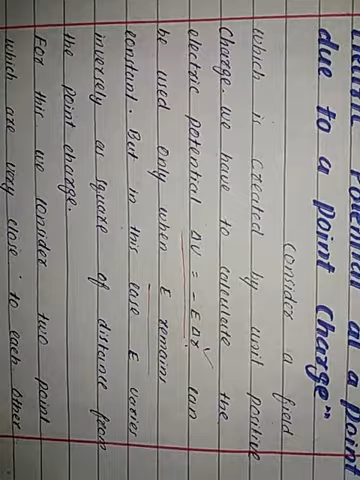 Electric Potential at a point
due to a point Charge"
Consider a field
which is created by unit positive
Charge we have to calculate the
electric potential ΔV = - EΔr can
be used only when E remains
constant. But in this case E varies
inversely as square of distance from
the point charge.
For this we consider two point
which are very close to each other